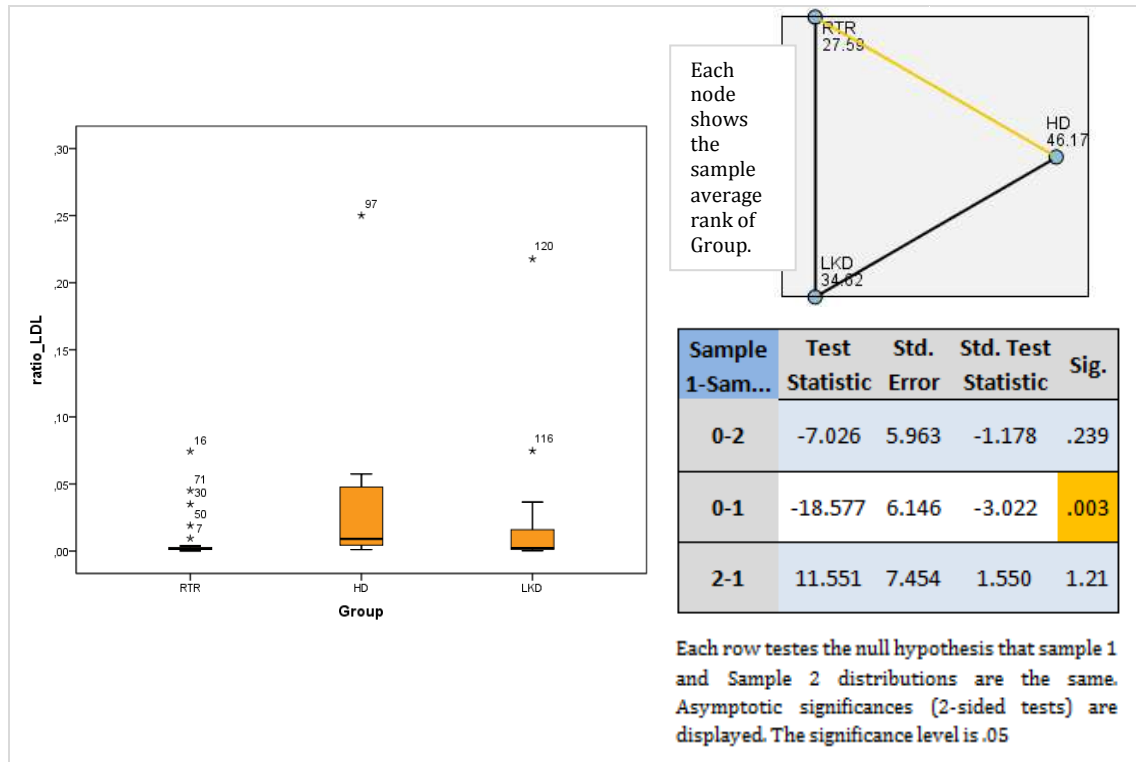 ratio_LDL
,30
,25
,20
,15
,10
,05
,00
97
120
16
71
30
50
7
116
RTR
HD
LKD
Group
Each
node
shows
the
sample
average
rank of
Group.
RTR
27.59
HD
46.17
LKD
34.62
Sample 1-Sam... Test Statistic Std. Error Std. Test Statistic Sig.
0-2 -7.026 5.963 -1.178 .239
0-1 -18.577 6.146 -3.022 .003
2-1 11.551 7.454 1.550 1.21
Each row testes the null hypothesis that sample 1
and Sample 2 distributions are the same.
Asymptotic significances (2-sided tests) are
displayed. The significance level is .05